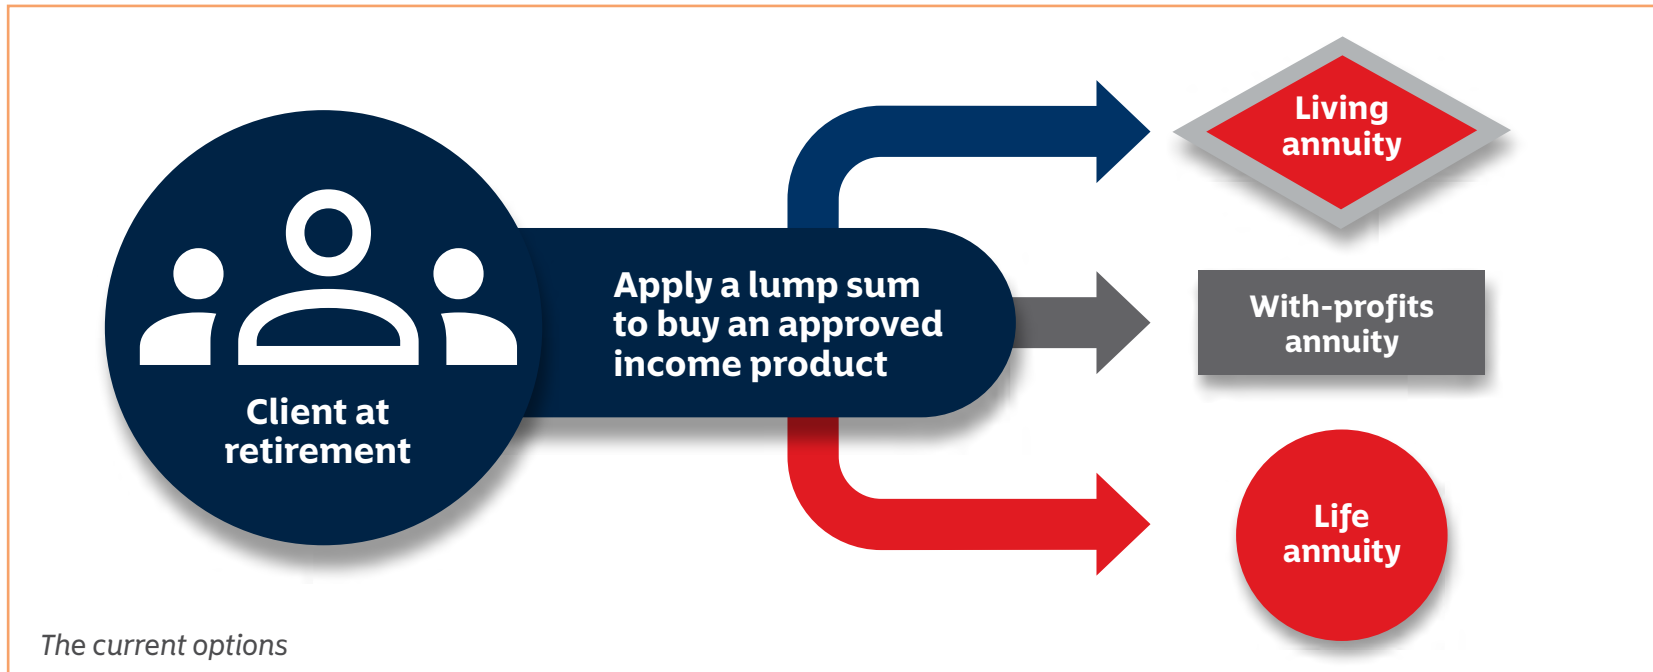 Client at
retirement
Apply a lump sum
to buy an approved
income product
Living
annuity
With-profits
annuity
Life
annuity
The current options